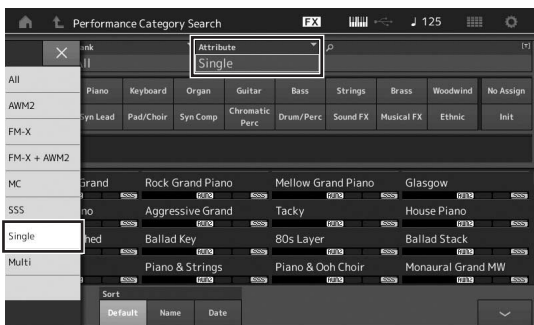 Performance Category Search FX 125
ank Attribute
ll Single
All
AWM2
FM-X
FM-X + AWM2
MC
SSS
Single
Multi
Piano Keyboard Organ Guitar Bass Strings Brass Woodwind No Assign
Syn Lead Pad/Choir Syn Comp Chromatic Perc Drum/Perc Sound FX Musical FX Ethnic Init
Grand Rock Grand Piano Mellow Grand Piano Glasgow
no Aggressive Grand Tacky House Piano
hed Ballad Key 80s Layer Ballad Stack
Piano & Strings Piano & Ooh Choir Monaural Grand MW
Sort
Default Name Date